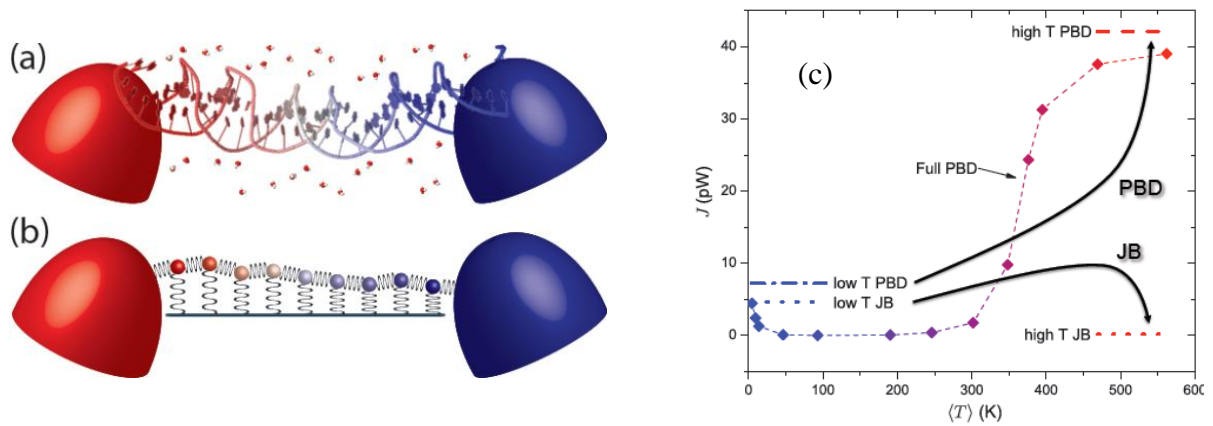 (a)
(b)
(c)
high T PBD
40
30
Full PBD
J (pW)
20
PBD
JB
10
low T PBD
low T JB
0
high T JB
0 100 200 300 400 500 600
⟨T⟩ (K)